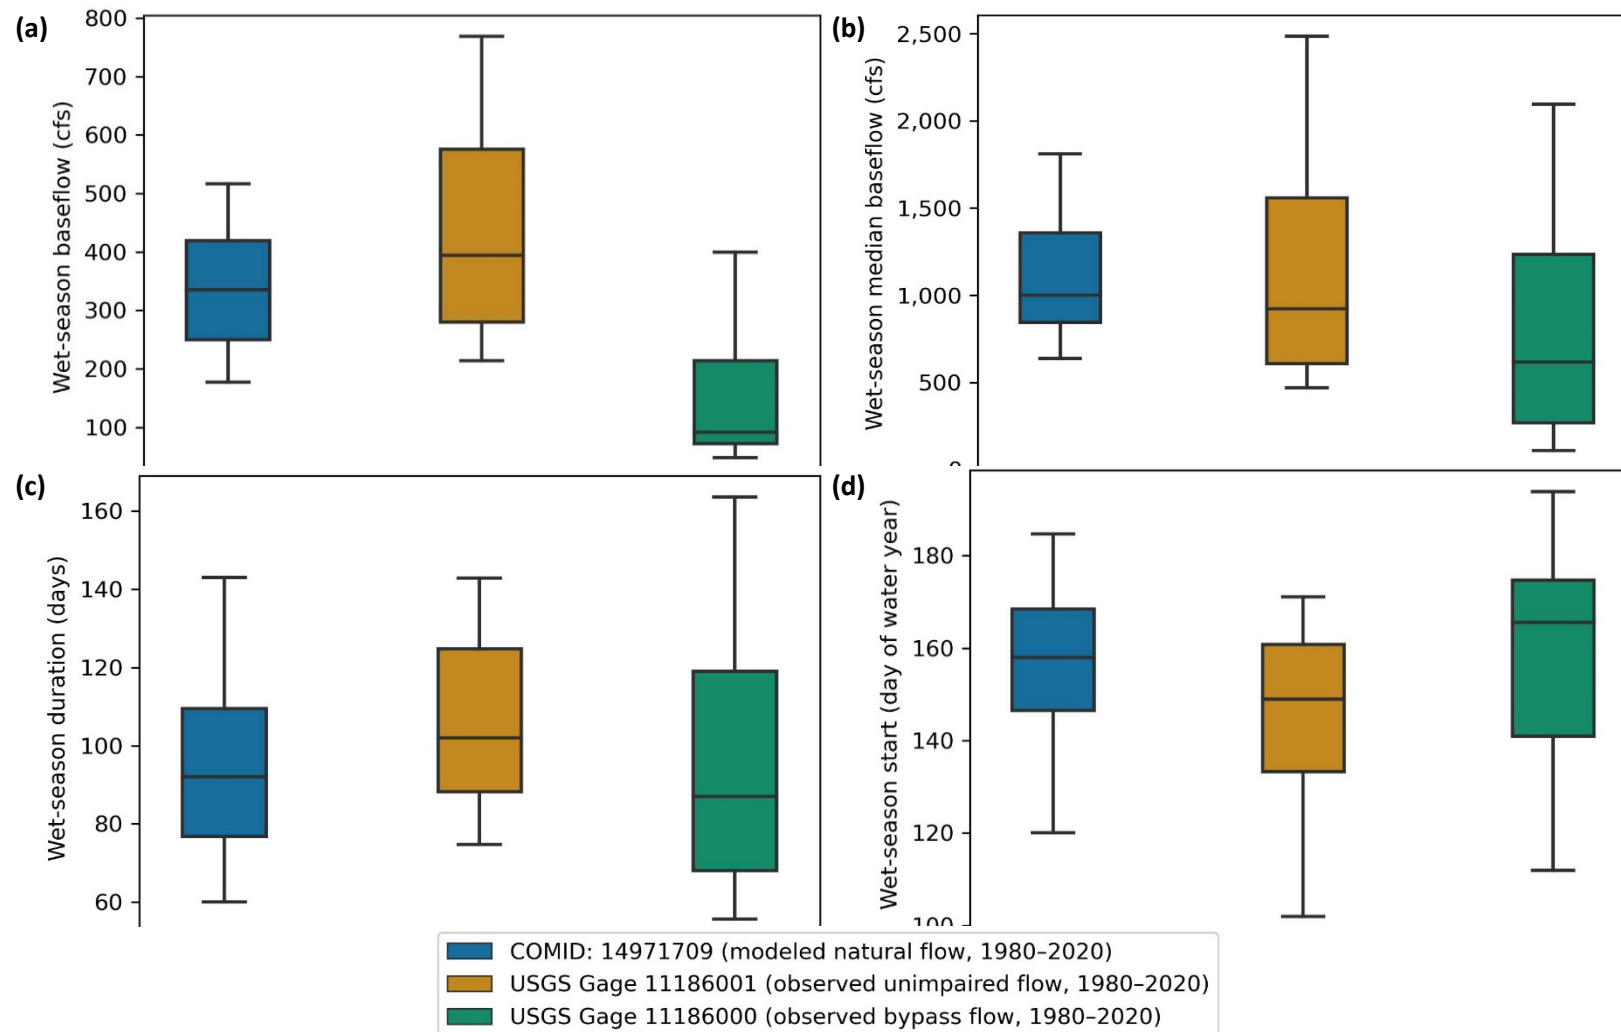 (a)
Wet-season baseflow (cfs)
800
700
600
500
400
300
200
100
(b)
Wet-season median baseflow (cfs)
2,500
2,000
1,500
1,000
500
0
(c)
Wet-season duration (days)
160
140
120
100
80
60
(d)
Wet-season start (day of water year)
180
160
140
120
100
COMID: 14971709 (modeled natural flow, 1980–2020)
USGS Gage 11186001 (observed unimpaired flow, 1980–2020)
USGS Gage 11186000 (observed bypass flow, 1980–2020)